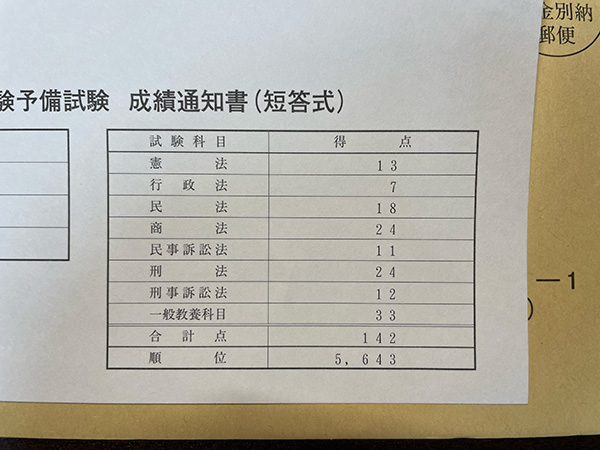 金別納
郵便
験予備試験 成績通知書(短答式)
試験科目 得点
憲法 13
行政法 7
民法 18
商法 24
民事訴訟法 11
刑法 24
刑事訴訟法 12
一般教養科目 33
合計点 142
順位 5,643
－1
)